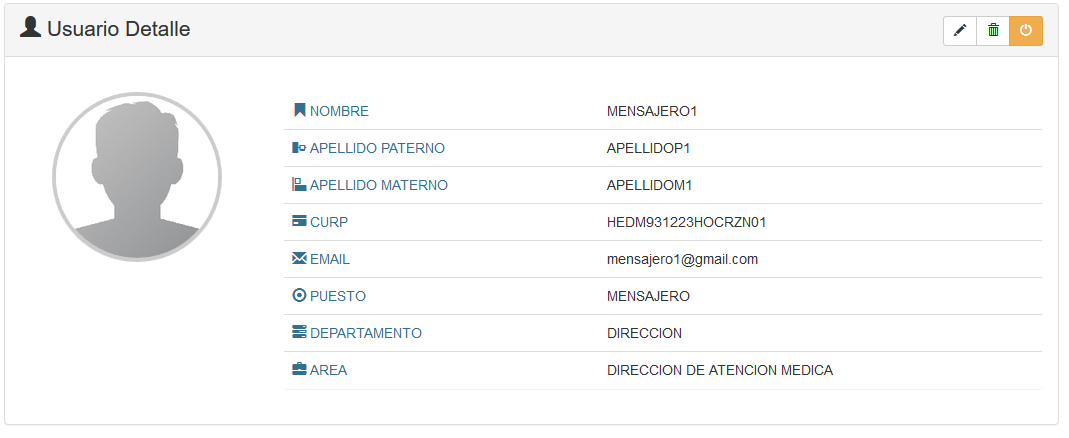 Usuario Detalle
NOMBRE MENSAJERO1
APELLIDO PATERNO APELLIDOP1
APELLIDO MATERNO APELLIDOM1
CURP HEDM931223HOCRZN01
EMAIL mensajero1@gmail.com
PUESTO MENSAJERO
DEPARTAMENTO DIRECCION
AREA DIRECCION DE ATENCION MEDICA